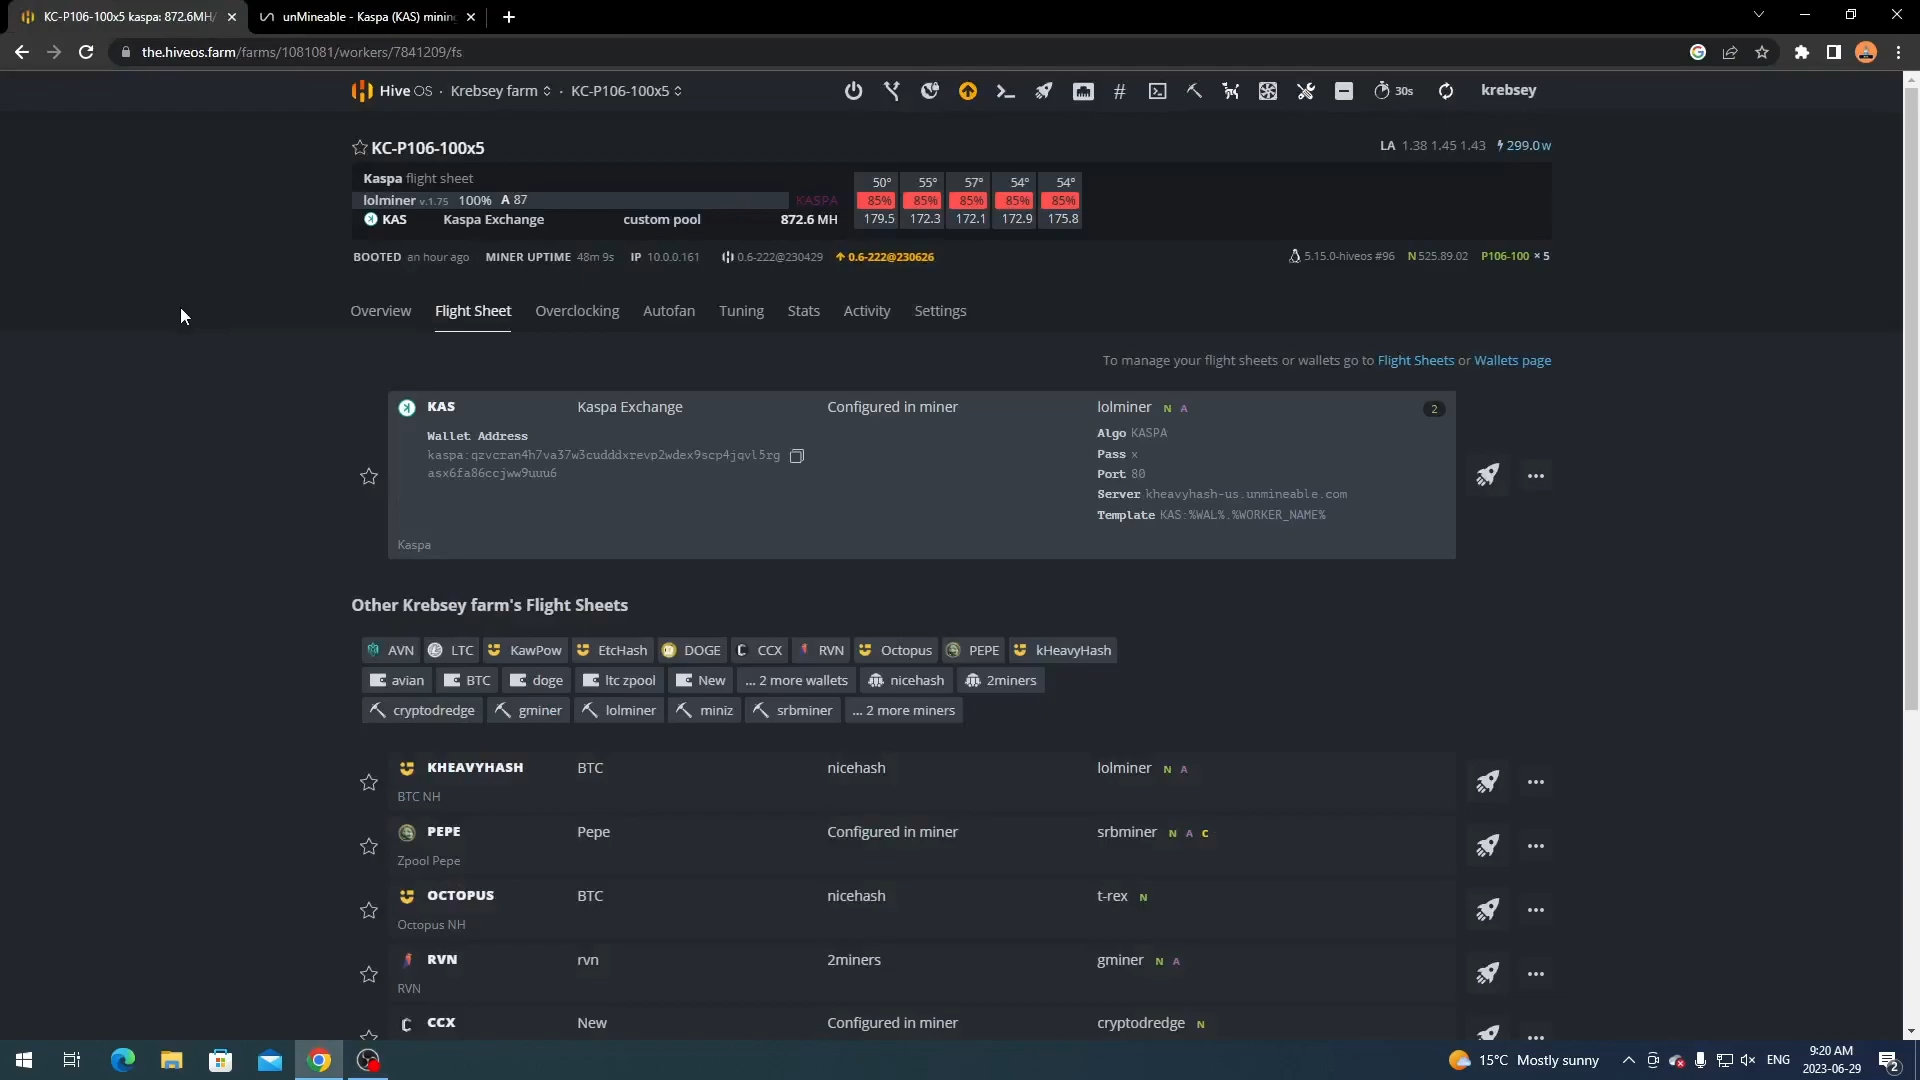 KC-P106-100x5 kaspa: 872.6MH/
unMineable - Kaspa (KAS) mining
the.hiveos.farm/farms/1081081/workers/7841209/fs
Hive OS · Krebsey farm · KC-P106-100x5
30s
krebsey
KC-P106-100x5
LA 1.38 1.45 1.43 299.0 w
Kaspa flight sheet
50° 55° 57° 54° 54°
lolminer v.1.75 100% A 87 KASPA 85% 85% 85% 85% 85%
KAS Kaspa Exchange custom pool 872.6 MH 179.5 172.3 172.1 172.9 175.8
BOOTED an hour ago MINER UPTIME 48m 9s IP 10.0.0.161 0.6-222@230429 0.6-222@230626 5.15.0-hiveos #96 N 525.89.02 P106-100 × 5
Overview Flight Sheet Overclocking Autofan Tuning Stats Activity Settings
To manage your flight sheets or wallets go to Flight Sheets or Wallets page
KAS Kaspa Exchange Configured in miner lolminer N A 2
Wallet Address
kaspa:qzvcran4h7va37w3cudddxrevp2wdex9scp4jqvl5rg
asx6fa86ccjww9uuu6
Algo KASPA
Pass x
Port 80
Server kheavyhash-us.unmineable.com
Template KAS:%WAL%.%WORKER_NAME%
Kaspa
Other Krebsey farm's Flight Sheets
AVN LTC KawPow EtcHash DOGE CCX RVN Octopus PEPE kHeavyHash
avian BTC doge ltc zpool New ... 2 more wallets nicehash 2miners
cryptodredge gminer lolminer miniz srbminer ... 2 more miners
KHEAVYHASH BTC nicehash lolminer N A
BTC NH
PEPE Pepe Configured in miner srbminer N A C
Zpool Pepe
OCTOPUS BTC nicehash t-rex N
Octopus NH
RVN rvn 2miners gminer N A
RVN
CCX New Configured in miner cryptodredge N
15°C Mostly sunny
ENG
9:20 AM
2023-06-29
2